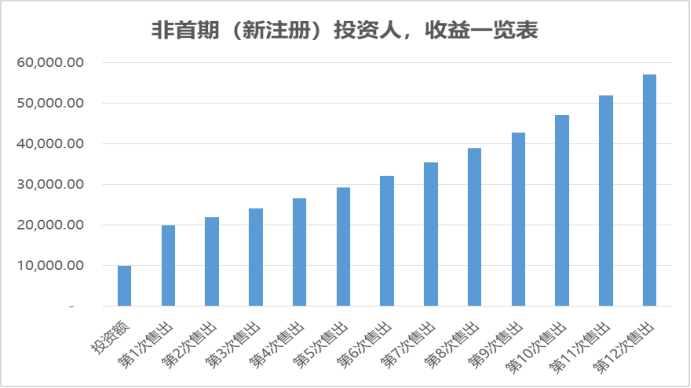 非首期（新注册）投资人，收益一览表
60,000.00
50,000.00
40,000.00
30,000.00
20,000.00
10,000.00
-
投资额
第1次售出
第2次售出
第3次售出
第4次售出
第5次售出
第6次售出
第7次售出
第8次售出
第9次售出
第10次售出
第11次售出
第12次售出